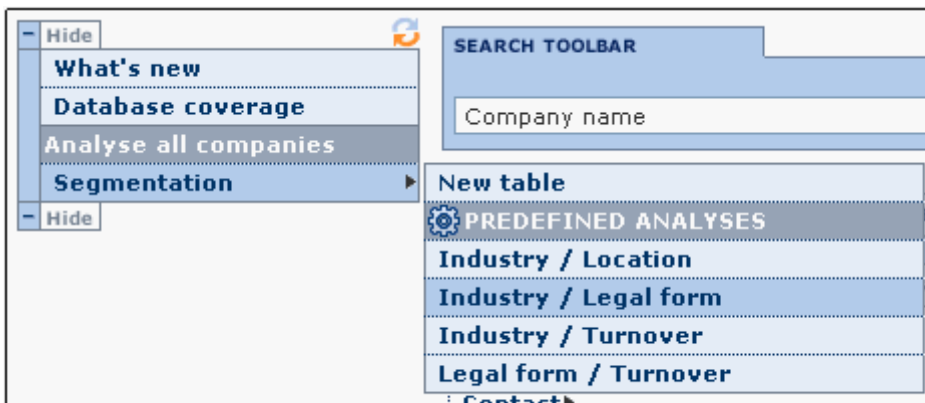 Hide
What's new
Database coverage
Analyse all companies
Segmentation
Hide
SEARCH TOOLBAR
Company name
New table
PREDEFINED ANALYSES
Industry / Location
Industry / Legal form
Industry / Turnover
Legal form / Turnover
Contact